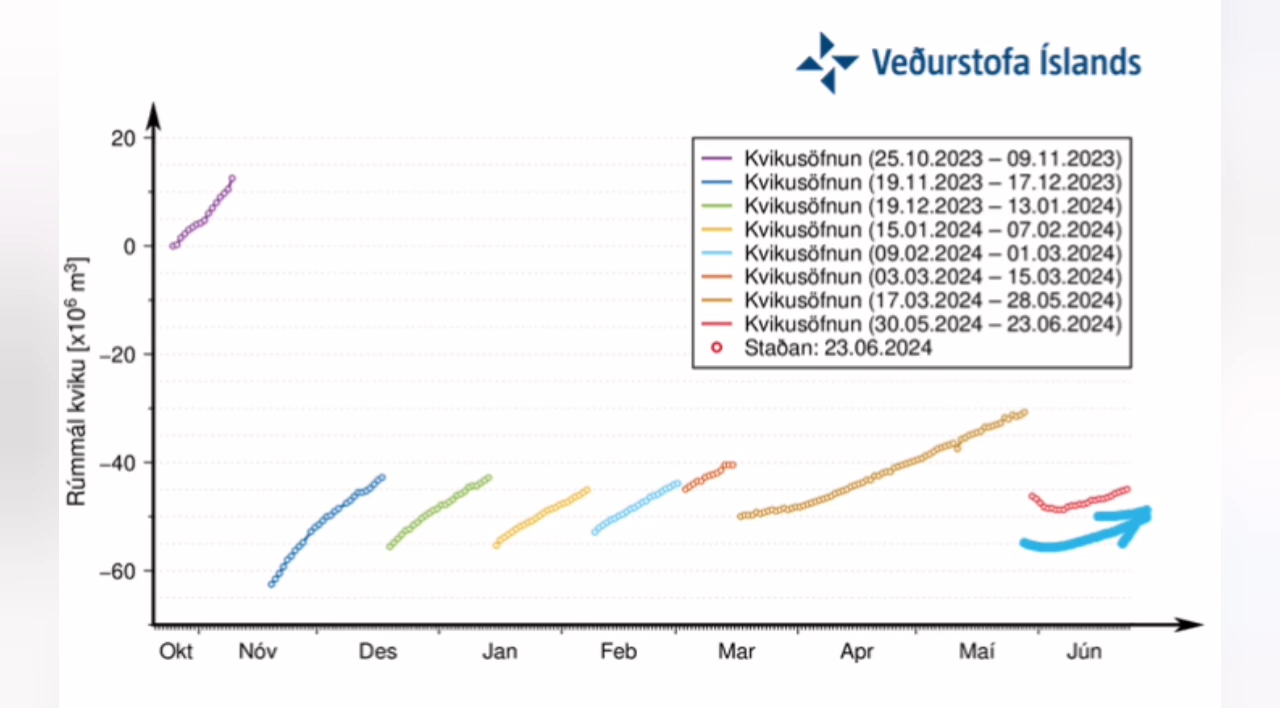 Veðurstofa Íslands
Rúmmál kviku [x10⁶ m³]
20
0
−20
−40
−60
Kvikusöfnun (25.10.2023 – 09.11.2023)
Kvikusöfnun (19.11.2023 – 17.12.2023)
Kvikusöfnun (19.12.2023 – 13.01.2024)
Kvikusöfnun (15.01.2024 – 07.02.2024)
Kvikusöfnun (09.02.2024 – 01.03.2024)
Kvikusöfnun (03.03.2024 – 15.03.2024)
Kvikusöfnun (17.03.2024 – 28.05.2024)
Kvikusöfnun (30.05.2024 – 23.06.2024)
Staðan: 23.06.2024
Okt Nóv Des Jan Feb Mar Apr Maí Jún